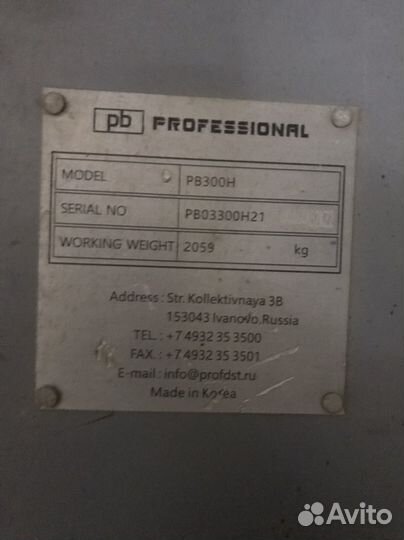 pb PROFESSIONAL
MODEL PB300H
SERIAL NO PB03300H21
WORKING WEIGHT 2059 kg
Address : Str. Kollektivnaya 3B
153043 Ivanovo.Russia
TEL. : +7 4932 35 3500
FAX. : +7 4932 35 3501
E-mail : info@profdst.ru
Made in Korea
Avito